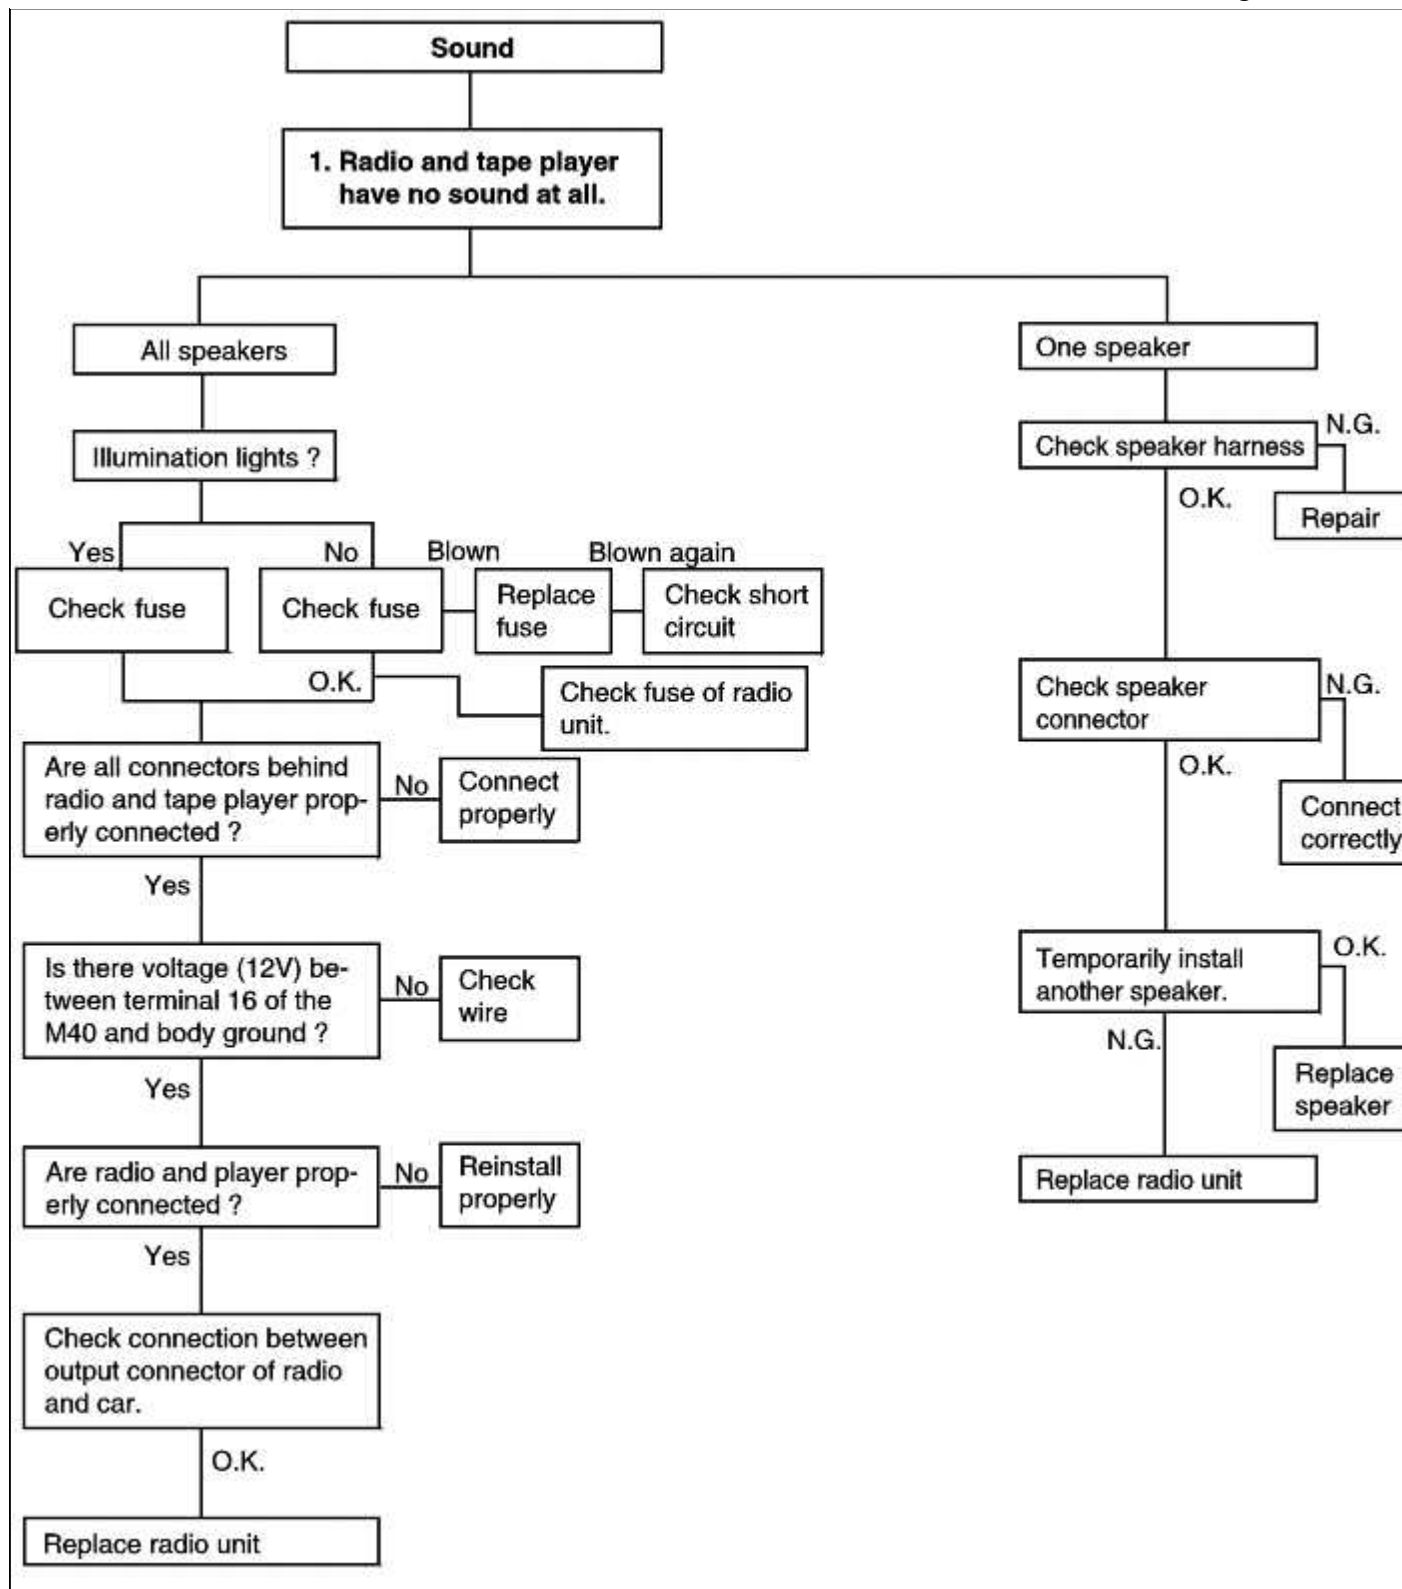 Sound
1. Radio and tape player
have no sound at all.
All speakers
Illumination lights ?
Yes
No
Blown
Blown again
Check fuse
Check fuse
Replace
fuse
Check short
circuit
O.K.
Check fuse of radio
unit.
Are all connectors behind
radio and tape player prop-
erly connected ?
No
Connect
properly
Yes
Is there voltage (12V) be-
tween terminal 16 of the
M40 and body ground ?
No
Check
wire
Yes
Are radio and player prop-
erly connected ?
No
Reinstall
properly
Yes
Check connection between
output connector of radio
and car.
O.K.
Replace radio unit
One speaker
Check speaker harness
N.G.
Repair
O.K.
Check speaker
connector
N.G.
Connect
correctly
O.K.
Temporarily install
another speaker.
O.K.
Replace
speaker
N.G.
Replace radio unit